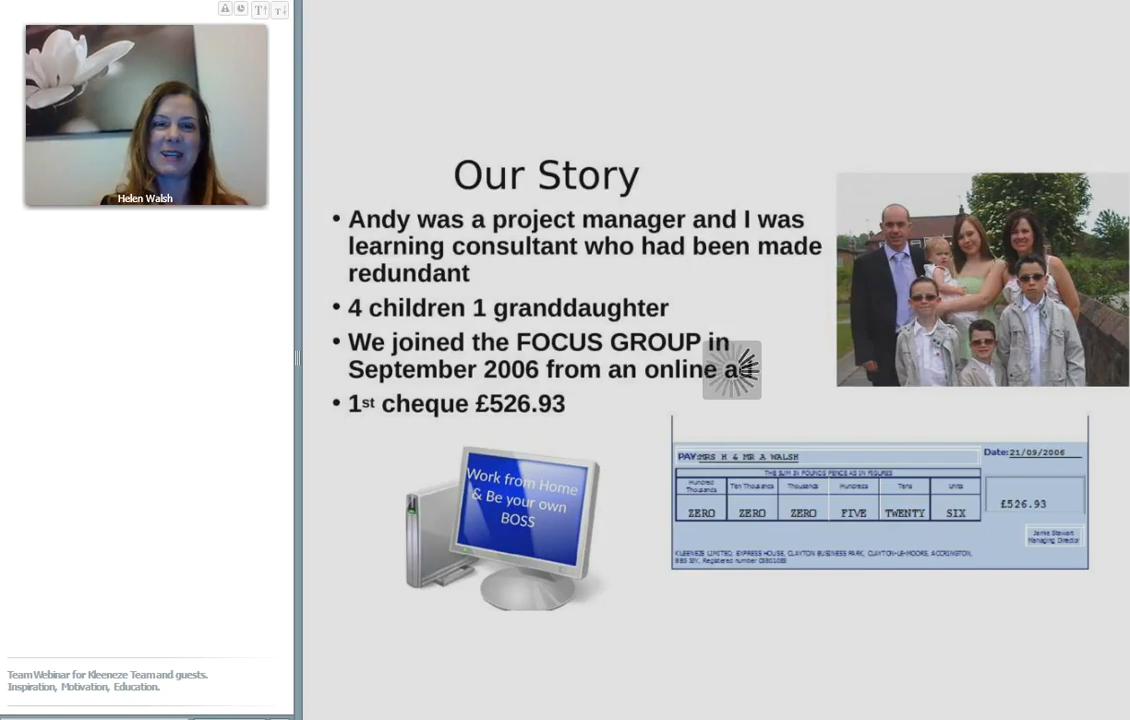 T↑ T↓
Helen Walsh
Our Story
• Andy was a project manager and I was
learning consultant who had been made
redundant
• 4 children 1 granddaughter
• We joined the FOCUS GROUP in
September 2006 from an online ad
• 1st cheque £526.93
Work from Home
& Be your own
BOSS
PAY: MRS H & MR A WALSH
Date: 21/09/2006
THE SUM IN POUNDS PENCE AS IN FIGURES
Hundred Thousands Ten Thousands Thousands Hundreds Tens Units
ZERO ZERO ZERO FIVE TWENTY SIX
£526.93
Jamie Stewart
Managing Director
KLEENEZE LIMITED, EXPRESS HOUSE, CLAYTON BUSINESS PARK, CLAYTON-LE-MOORS, ACCRINGTON,
Registered number
Team Webinar for Kleeneze Team and guests.
Inspiration, Motivation, Education.